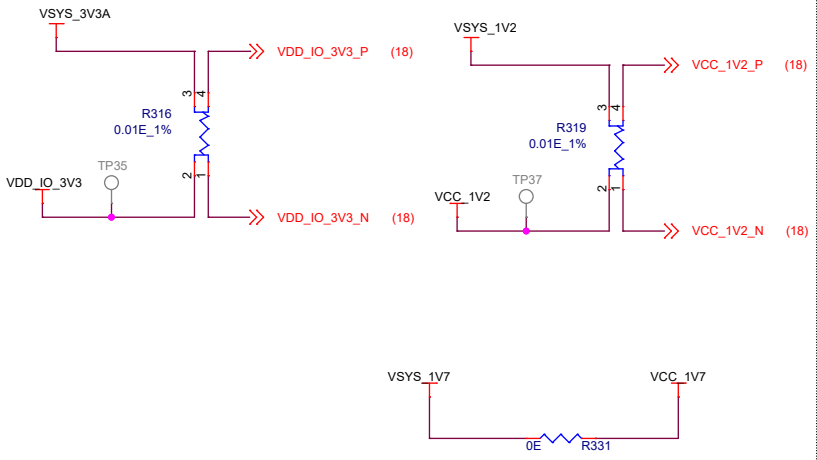 VSYS_3V3A
VDD_IO_3V3_P (18)
3 4
R316
0.01E_1%
TP35
VDD_IO_3V3
2 1
VDD_IO_3V3_N (18)
VSYS_1V2
VCC_1V2_P (18)
3 4
R319
0.01E_1%
TP37
VCC_1V2
2 1
VCC_1V2_N (18)
VSYS_1V7
VCC_1V7
0E R331